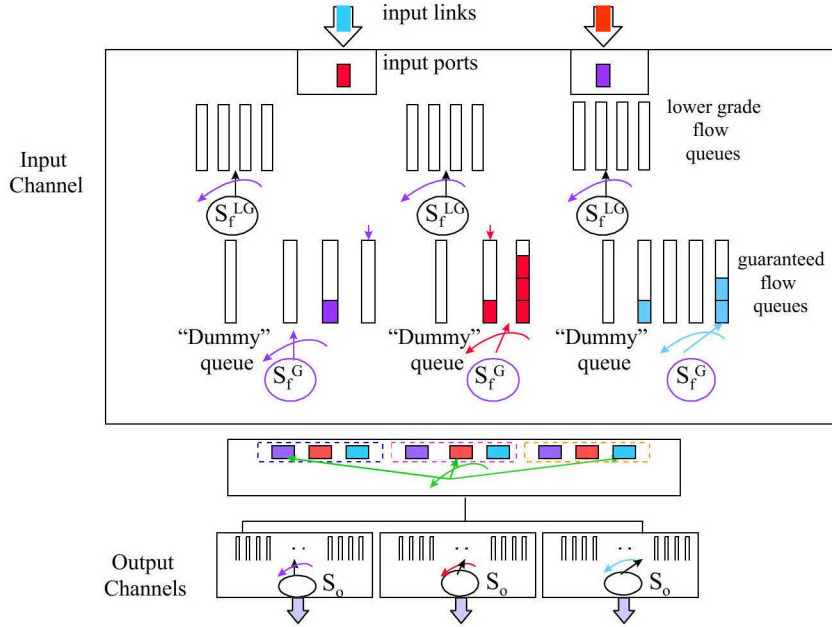 input links
input ports
lower grade
flow
queues
Input
Channel
S_f^LG
S_f^LG
S_f^LG
guaranteed
flow
queues
“Dummy”
queue
“Dummy”
queue
“Dummy”
queue
S_f^G
S_f^G
S_f^G
Output
Channels
S_o
S_o
S_o